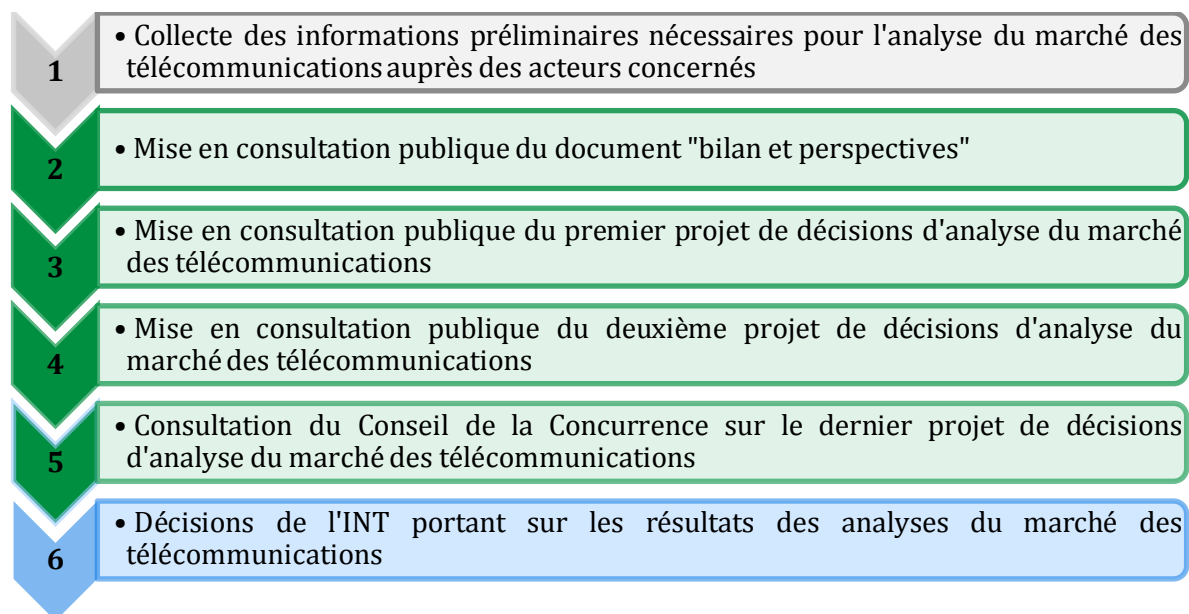 1
• Collecte des informations préliminaires nécessaires pour l'analyse du marché des
télécommunications auprès des acteurs concernés
2
• Mise en consultation publique du document "bilan et perspectives"
3
• Mise en consultation publique du premier projet de décisions d'analyse du marché
des télécommunications
4
• Mise en consultation publique du deuxième projet de décisions d'analyse du
marché des télécommunications
5
• Consultation du Conseil de la Concurrence sur le dernier projet de décisions
d'analyse du marché des télécommunications
6
• Décisions de l'INT portant sur les résultats des analyses du marché des
télécommunications